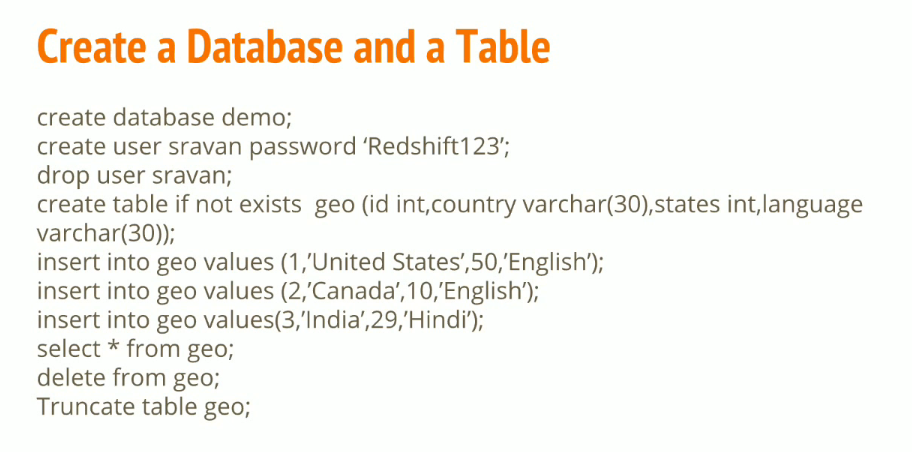 Create a Database and a Table
create database demo;
create user sravan password ‘Redshift123’;
drop user sravan;
create table if not exists  geo (id int,country varchar(30),states int,language
varchar(30));
insert into geo values (1,’United States’,50,’English’);
insert into geo values (2,’Canada’,10,’English’);
insert into geo values(3,’India’,29,’Hindi’);
select * from geo;
delete from geo;
Truncate table geo;